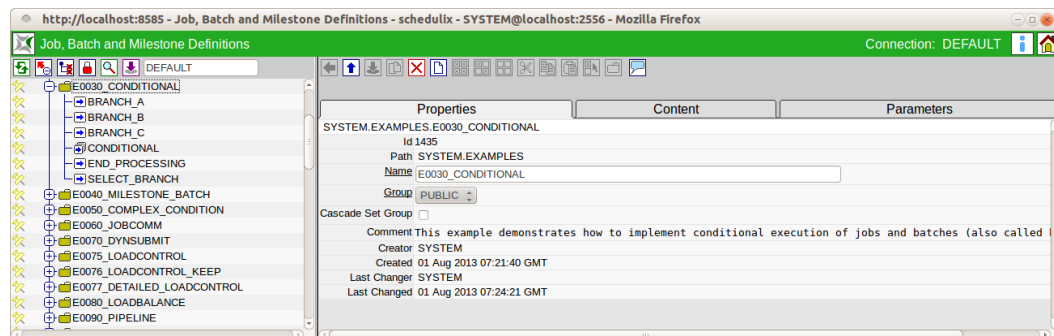 http://localhost:8585 - Job, Batch and Milestone Definitions - schedulix - SYSTEM@localhost:2556 - Mozilla Firefox
Job, Batch and Milestone Definitions
Connection: DEFAULT
DEFAULT
E0030_CONDITIONAL
BRANCH_A
BRANCH_B
BRANCH_C
CONDITIONAL
END_PROCESSING
SELECT_BRANCH
E0040_MILESTONE_BATCH
E0050_COMPLEX_CONDITION
E0060_JOBCOMM
E0070_DYNSUBMIT
E0075_LOADCONTROL
E0076_LOADCONTROL_KEEP
E0077_DETAILED_LOADCONTROL
E0080_LOADBALANCE
E0090_PIPELINE
Properties
Content
Parameters
SYSTEM.EXAMPLES.E0030_CONDITIONAL
Id 1435
Path SYSTEM.EXAMPLES
Name E0030_CONDITIONAL
Group PUBLIC
Cascade Set Group
Comment This example demonstrates how to implement conditional execution of jobs and batches (also called
Creator SYSTEM
Created 01 Aug 2013 07:21:40 GMT
Last Changer SYSTEM
Last Changed 01 Aug 2013 07:24:21 GMT